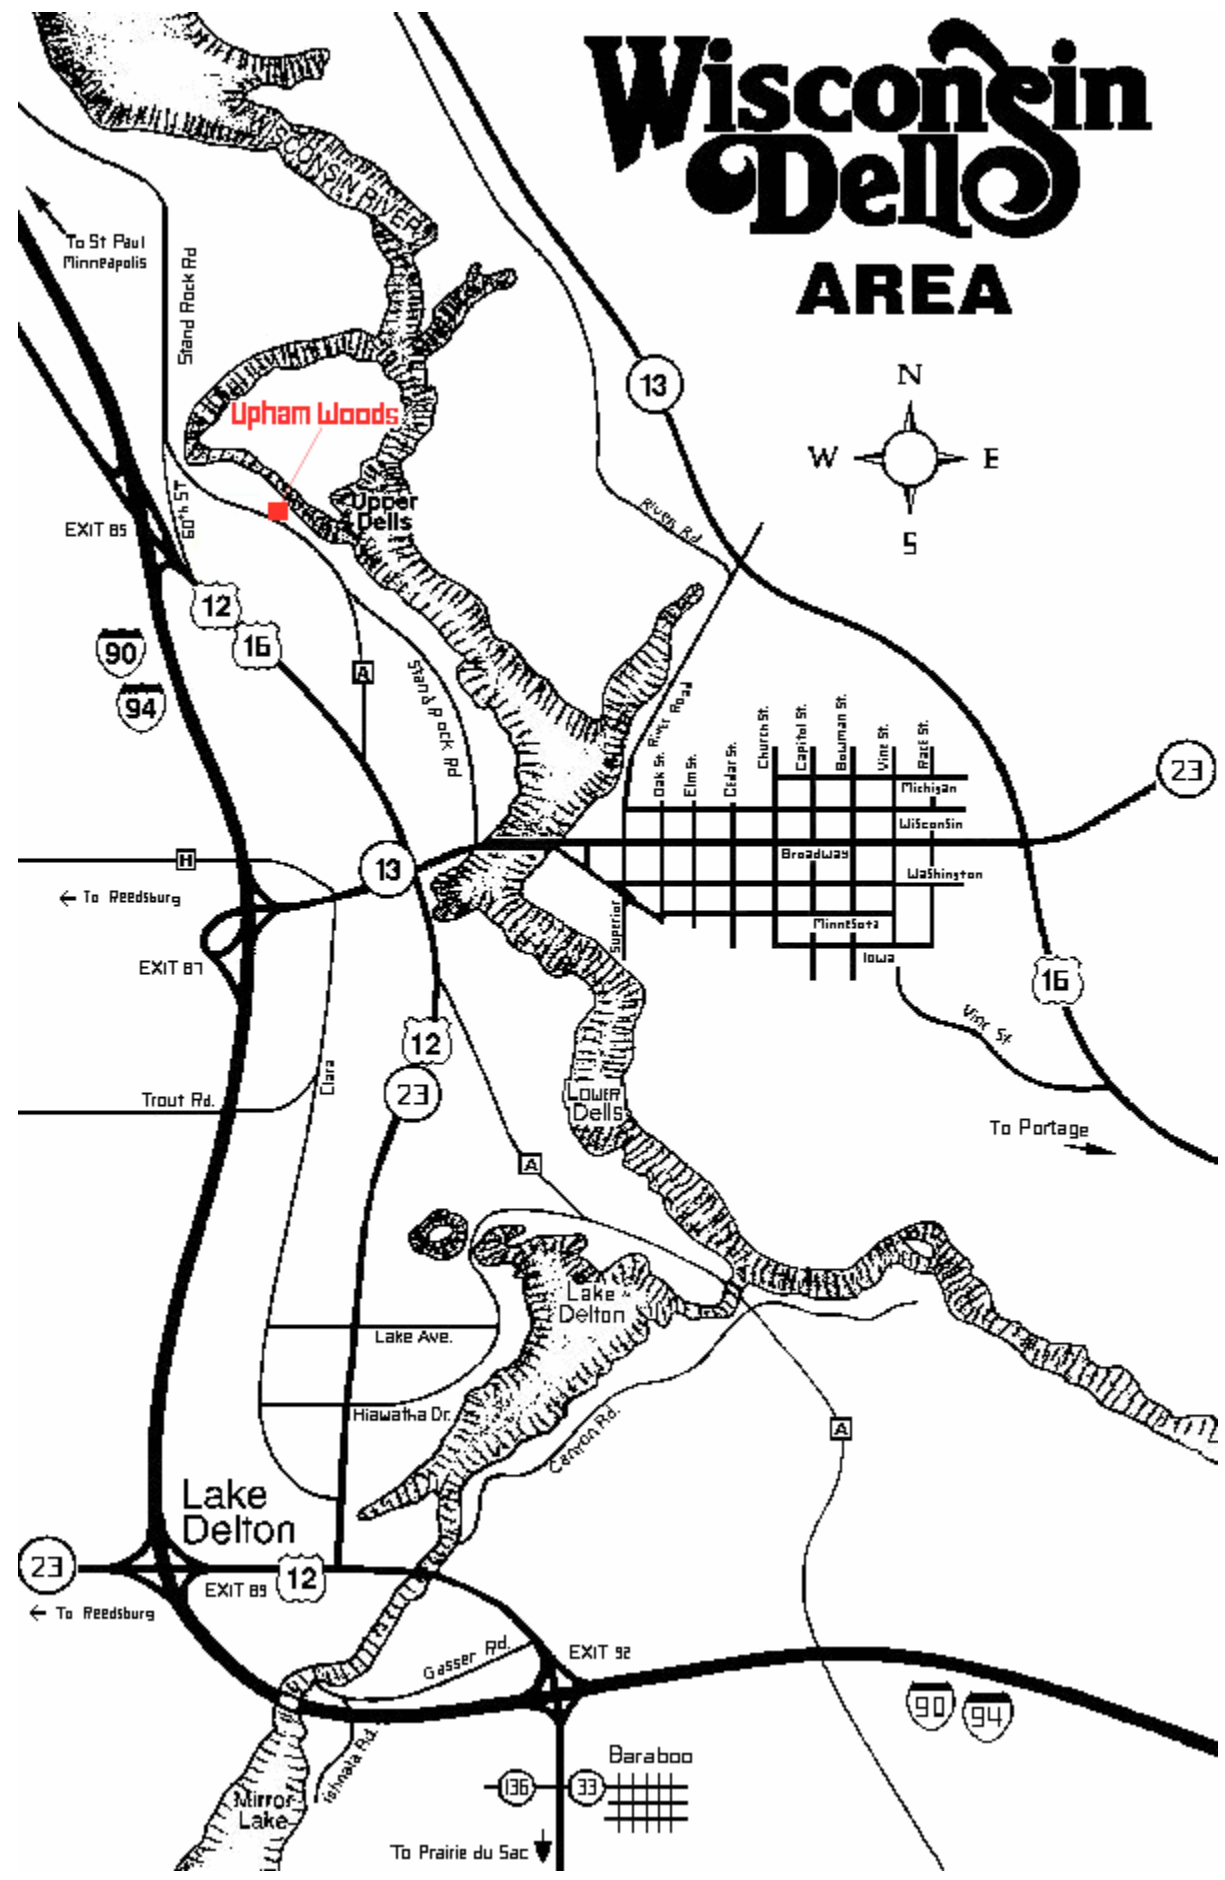 Wisconsin
Dells
AREA
WISCONSIN RIVER
To St Paul
Minneapolis
Stand Rock Rd
13
N
W E
S
Upham Woods
Upper
Dells
60th ST
EXIT 85
River Rd
12
16
90
94
A
Stand Rock Rd
River Road
Oak St.
Elm St.
Cedar St.
Church St.
Capitol St.
Bowman St.
Vine St.
Race St.
23
Michigan
Wisconsin
Broadway
Washington
Minnesota
Iowa
Superior
H
13
← To Reedsburg
EXIT 87
16
Vine St
12
23
Clara
Trout Rd.
Lower
Dells
To Portage
A
Lake
Delton
Lake Ave.
Hiawatha Dr.
Canyon Rd.
A
Lake
Delton
23
12
EXIT 89
← To Reedsburg
Gasser Rd.
EXIT 92
90
94
Ishnala Rd.
Mirror
Lake
Baraboo
136
33
To Prairie du Sac